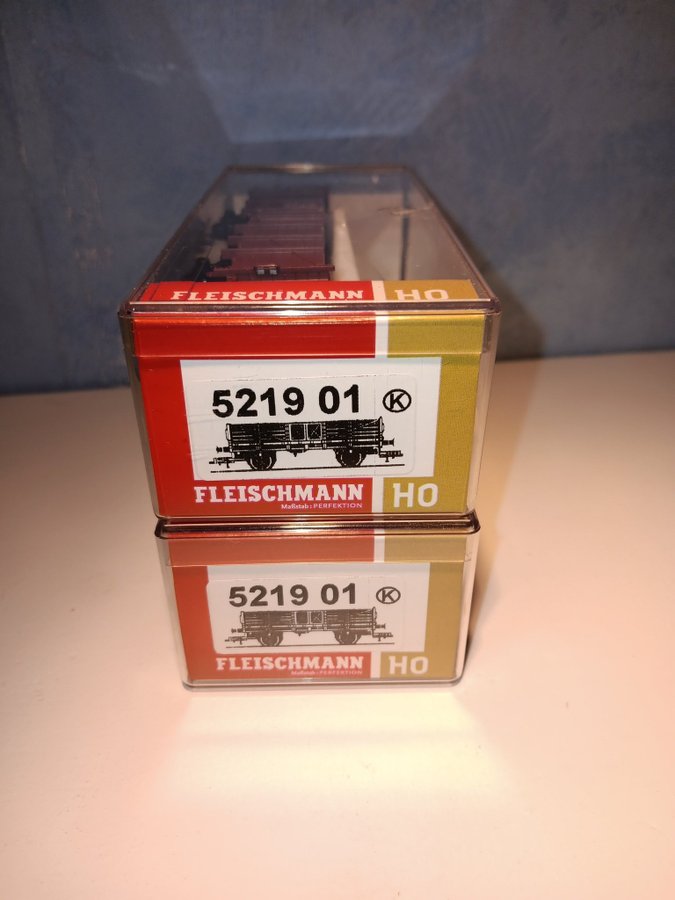 FLEISCHMANN HO
5219 01 K
FLEISCHMANN HO
Maßstab: PERFEKTION
5219 01 K
FLEISCHMANN HO
Maßstab: PERFEKTION